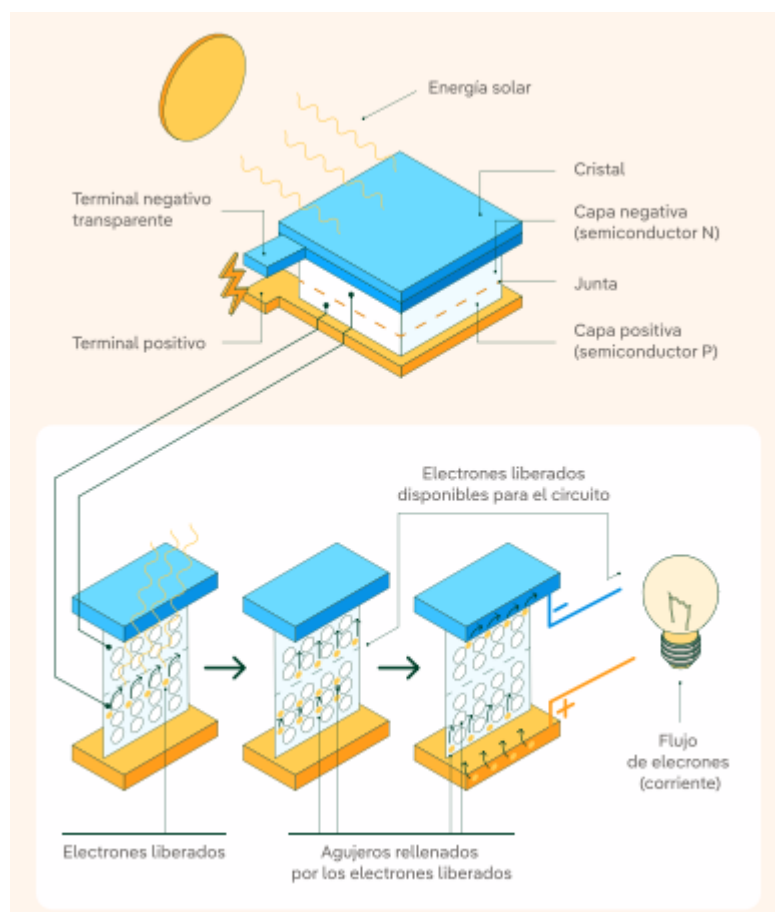 Energía solar
Cristal
Terminal negativo
transparente
Capa negativa
(semiconductor N)
Junta
Terminal positivo
Capa positiva
(semiconductor P)
Electrones liberados
disponibles para el circuito
-
+
Flujo
de elecrones
(corriente)
Electrones liberados
Agujeros rellenados
por los electrones liberados